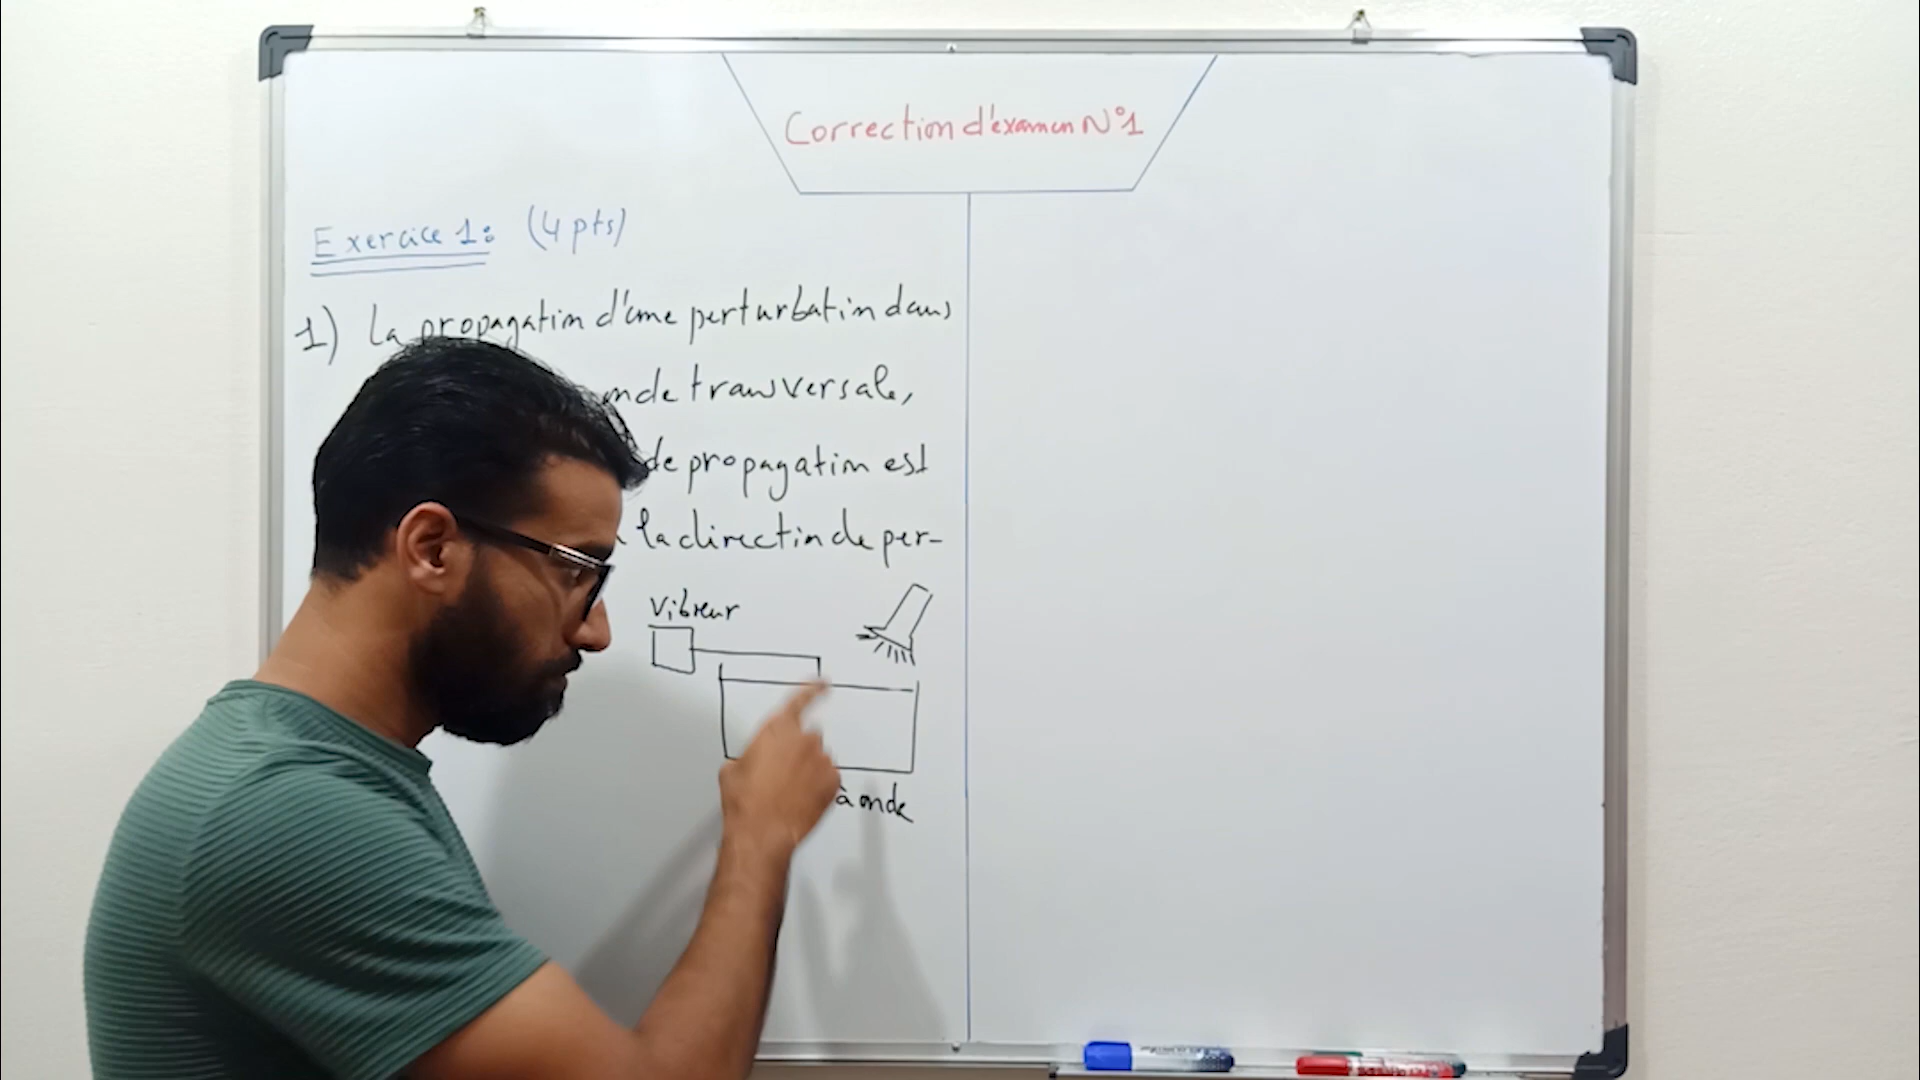 Correction d'examen N°1
Exercice 1: (4 pts)
1) La propagation d'une perturbation dans
onde transversale,
de propagation est
la direction de per-
Vibreur
à onde